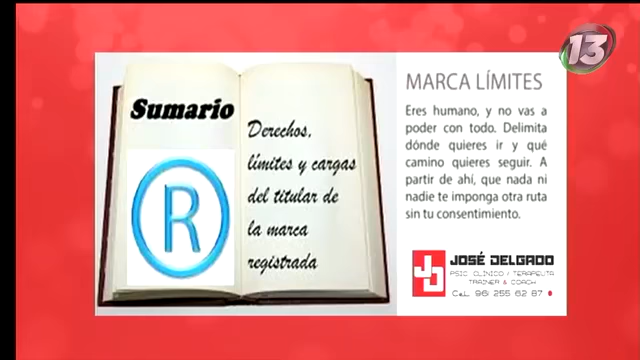 13
Sumario
R
Derechos,
límites y cargas
del titular de
la marca
registrada
MARCA LÍMITES
Eres humano, y no vas a
poder con todo. Delimita
dónde quieres ir y qué
camino quieres seguir. A
partir de ahí, que nada ni
nadie te imponga otra ruta
sin tu consentimiento.
JD
JOSÉ DELGADO
PSIC. CLÍNICO / TERAPEUTA
TRAINER & COACH
CEL. 961 255 62 87